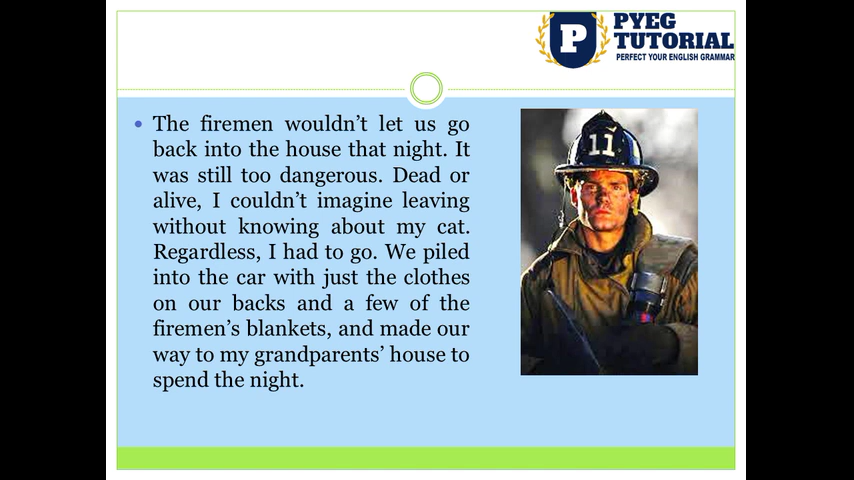 P
PYEG
TUTORIAL
PERFECT YOUR ENGLISH GRAMMAR
• The firemen wouldn’t let us go
back into the house that night. It
was still too dangerous. Dead or
alive, I couldn’t imagine leaving
without knowing about my cat.
Regardless, I had to go. We piled
into the car with just the clothes
on our backs and a few of the
firemen’s blankets, and made our
way to my grandparents’ house to
spend the night.
11